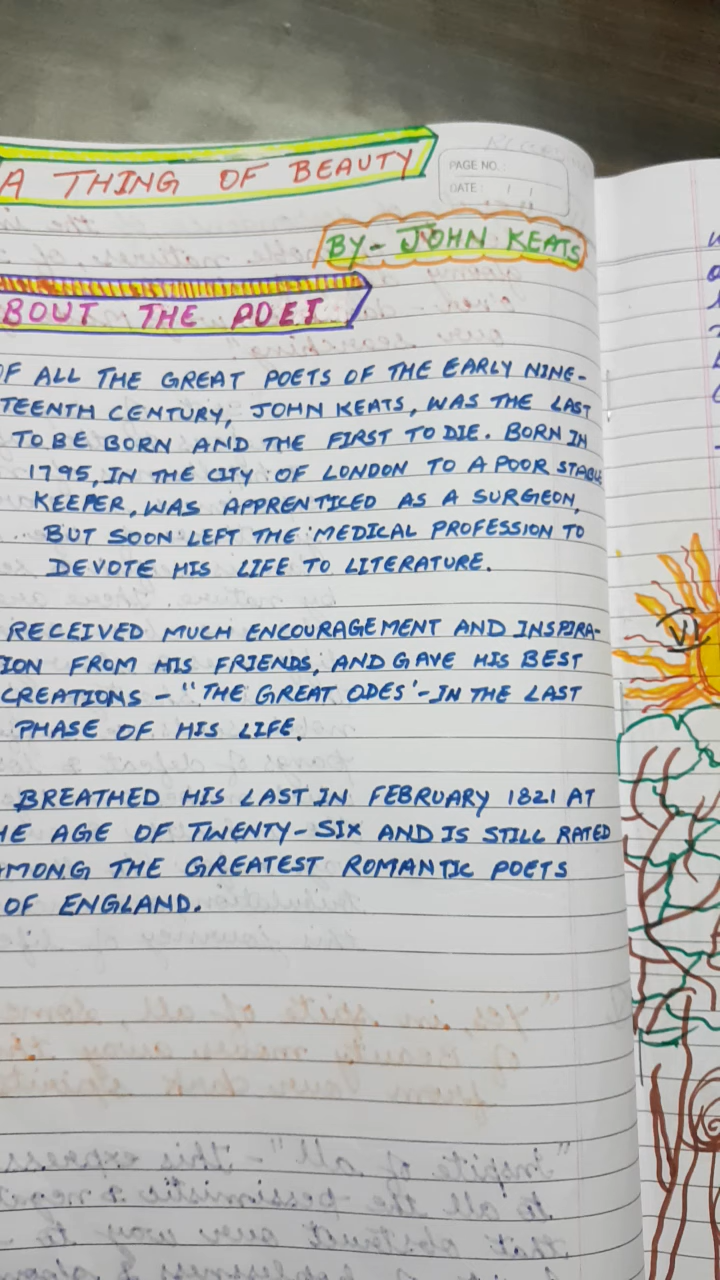 A THING OF BEAUTY
PAGE NO.:
DATE: / /
BY- JOHN KEATS
BOUT THE POET
OF ALL THE GREAT POETS OF THE EARLY NINE-
TEENTH CENTURY, JOHN KEATS, WAS THE LAST
TO BE BORN AND THE FIRST TO DIE. BORN IN
1795, IN THE CITY OF LONDON TO A POOR STABLE
KEEPER, WAS APPRENTICED AS A SURGEON,
BUT SOON LEFT THE MEDICAL PROFESSION TO
DEVOTE HIS LIFE TO LITERATURE.
RECEIVED MUCH ENCOURAGEMENT AND INSPIRA-
ION FROM HIS FRIENDS, AND GAVE HIS BEST
CREATIONS - "THE GREAT ODES'-IN THE LAST
PHASE OF HIS LIFE.
BREATHED HIS LAST IN FEBRUARY 1821 AT
HE AGE OF TWENTY-SIX AND IS STILL RATED
AMONG THE GREATEST ROMANTIC POETS
OF ENGLAND.